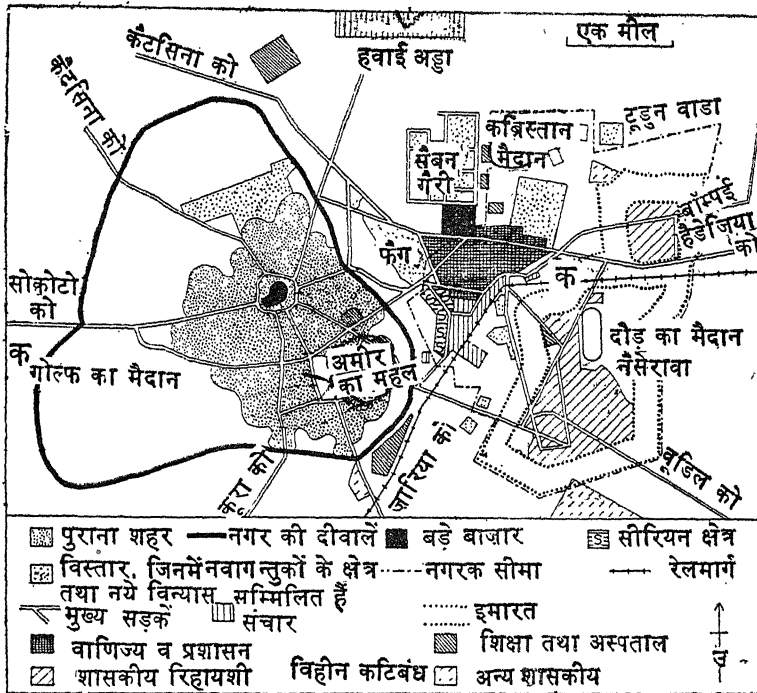 एक मील
कैटसिना को
हवाई अड्डा
कैटसिना को
टूडुन वाडा
कब्रिस्तान
मैदान
सैबन
गैरी
बॉम्पई
हैडेजिया
को
फैग
क
सोकोटो
को
क
गोल्फ का मैदान
अमीर
का महल
दौड़ का मैदान
नैसेरावा
कूरा को
ज़ारिया को
वूडिल को
पुराना शहर
नगर की दीवालें
बड़े बाज़ार
सीरियन क्षेत्र
विस्तार, जिनमें नवागन्तुकों के क्षेत्र
तथा नये विन्यास सम्मिलित हैं
नगरक सीमा
रेलमार्ग
मुख्य सड़कें
संचार
इमारत
वाणिज्य व प्रशासन
शिक्षा तथा अस्पताल
शासकीय रिहायशी
विहीन कटिबंध
अन्य शासकीय
उ